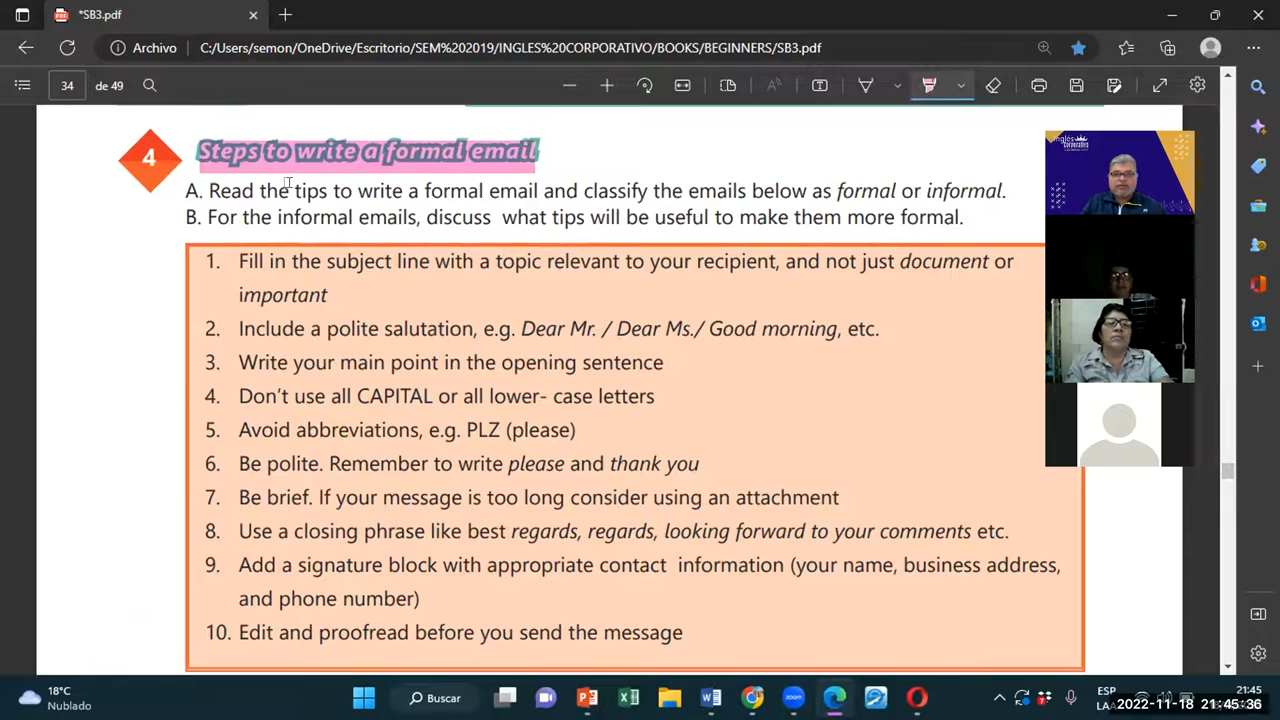 *SB3.pdf
Archivo
C:/Users/semon/OneDrive/Escritorio/SEM%202019/INGLES%20CORPORATIVO/BOOKS/BEGINNERS/SB3.pdf
34 de 49
4
Steps to write a formal email
A. Read the tips to write a formal email and classify the emails below as formal or informal.
B. For the informal emails, discuss what tips will be useful to make them more formal.
1. Fill in the subject line with a topic relevant to your recipient, and not just document or
important
2. Include a polite salutation, e.g. Dear Mr. / Dear Ms./ Good morning, etc.
3. Write your main point in the opening sentence
4. Don't use all CAPITAL or all lower- case letters
5. Avoid abbreviations, e.g. PLZ (please)
6. Be polite. Remember to write please and thank you
7. Be brief. If your message is too long consider using an attachment
8. Use a closing phrase like best regards, regards, looking forward to your comments etc.
9. Add a signature block with appropriate contact information (your name, business address,
and phone number)
10. Edit and proofread before you send the message
Inglés
Corporativo
18°C
Nublado
Buscar
ESP
LAA
21:45
2022-11-18 21:45:36